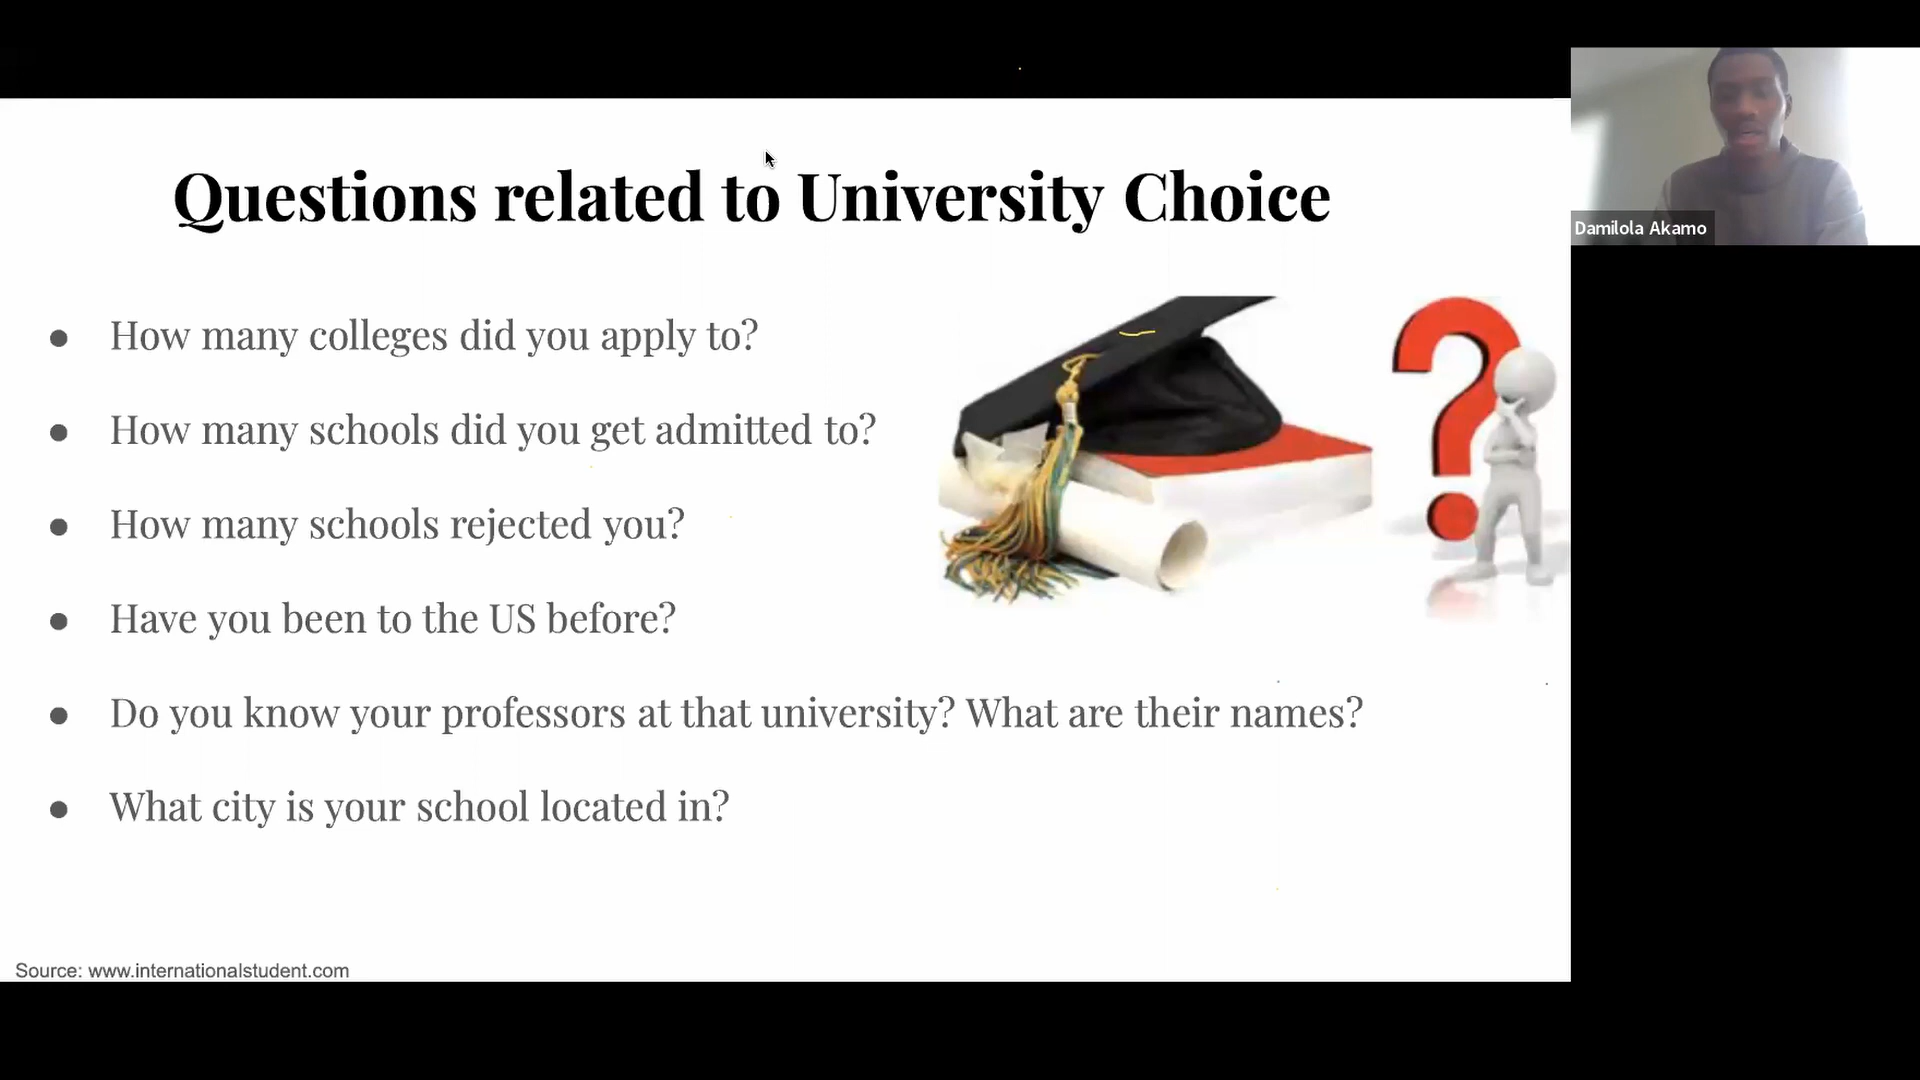 Questions related to University Choice
● How many colleges did you apply to?
● How many schools did you get admitted to?
● How many schools rejected you?
● Have you been to the US before?
● Do you know your professors at that university? What are their names?
● What city is your school located in?
Source: www.internationalstudent.com
Damilola Akamo